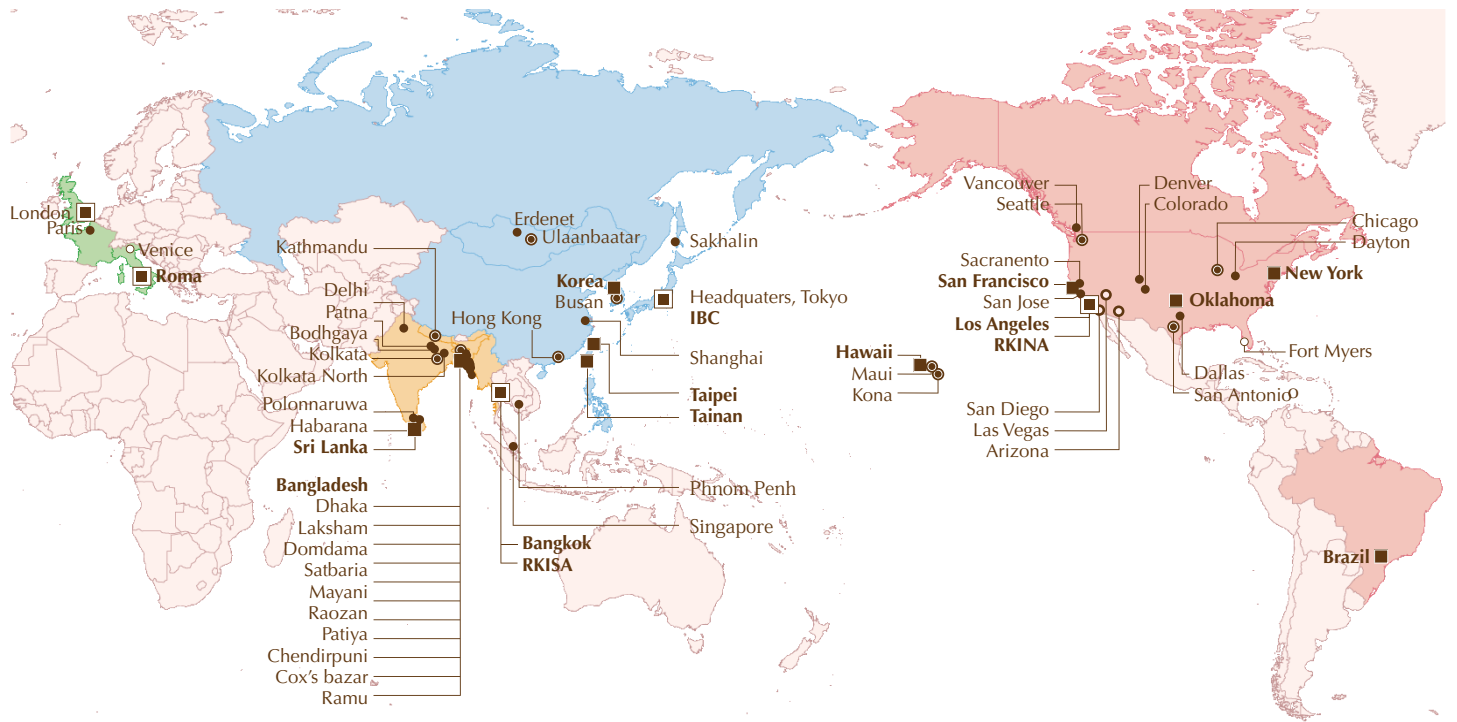 London
Paris
Venice
Roma
Kathmandu
Delhi
Patna
Bodhgaya
Kolkata
Kolkata North
Polonnaruwa
Habarana
Sri Lanka
Bangladesh
Dhaka
Laksham
Domdama
Satbaria
Mayani
Raozan
Patiya
Chendirpuni
Cox's bazar
Ramu
Erdenet
Ulaanbaatar
Sakhalin
Korea
Busan
Headquaters, Tokyo
IBC
Hong Kong
Shanghai
Taipei
Tainan
Phnom Penh
Singapore
Bangkok
RKISA
Hawaii
Maui
Kona
Vancouver
Seattle
Sacranento
San Francisco
San Jose
Los Angeles
RKINA
San Diego
Las Vegas
Arizona
Denver
Colorado
Chicago
Dayton
New York
Oklahoma
Fort Myers
Dallas
San Antonio
Brazil